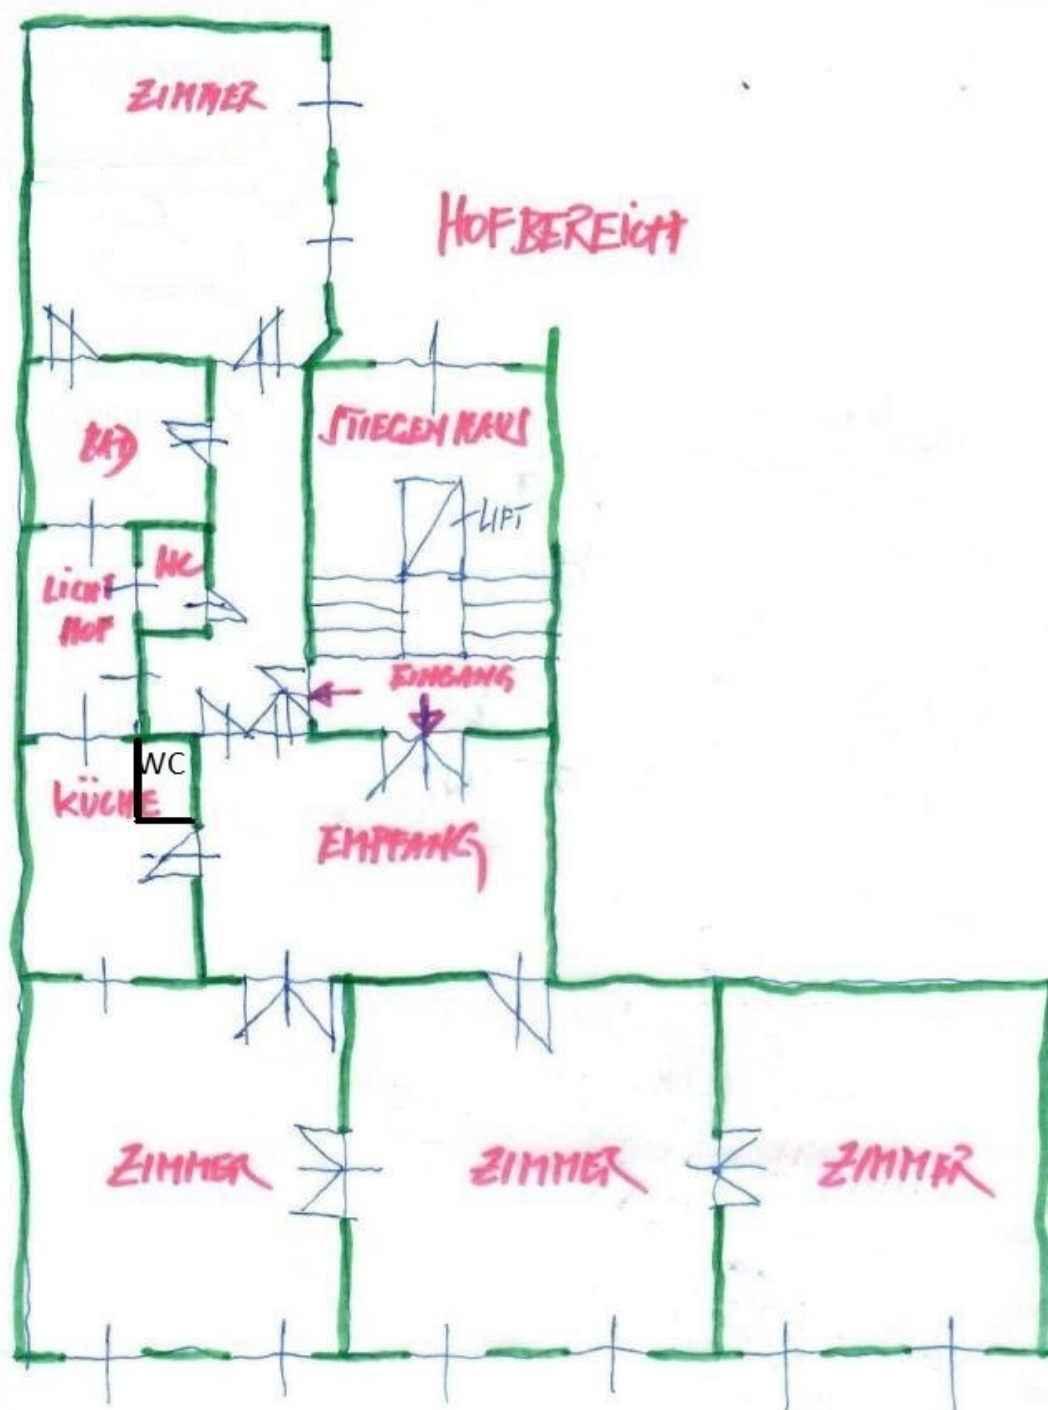 ZIMMER
HOFBEREICH
STIEGENHAUS
BAD
LIFT
WC
LICHT
HOF
EINGANG
WC
KÜCHE
EMPFANG
ZIMMER
ZIMMER
ZIMMER